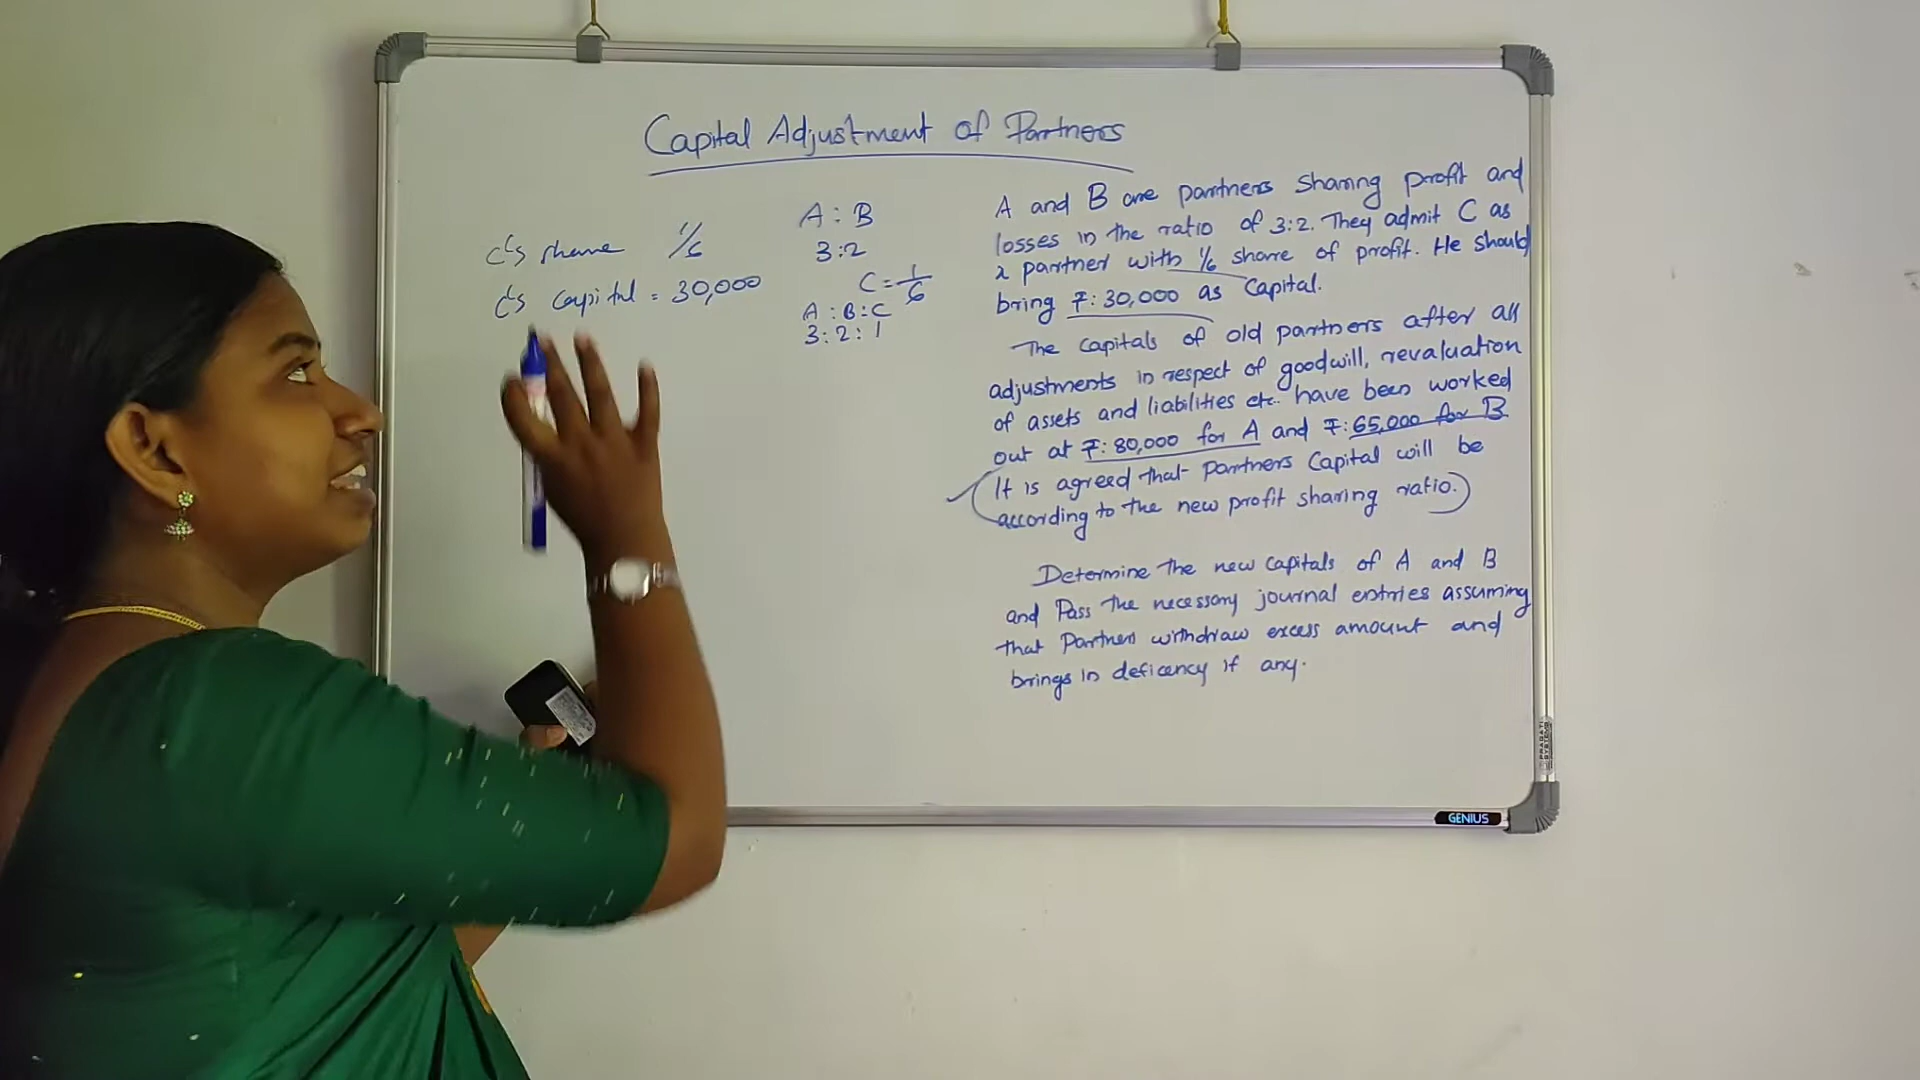 Capital Adjustment of Partners
C's share 1/6
C's capital = 30,000
A : B
3:2
C = 1/6
A : B : C
3 : 2 : 1
A and B are partners sharing profit and
losses in the ratio of 3:2. They admit C as
a partner with 1/6 share of profit. He should
bring ₹: 30,000 as Capital.
The capitals of old partners after all
adjustments in respect of goodwill, revaluation
of assets and liabilities etc.. have been worked
out at ₹: 80,000 for A and ₹: 65,000 for B
It is agreed that partners Capital will be
according to the new profit sharing ratio.
Determine the new capitals of A and B
and Pass the necessary journal entries assuming
that Partners withdraw excess amount and
brings in deficency if any.
PRAGATI SYSTEMS
GENIUS